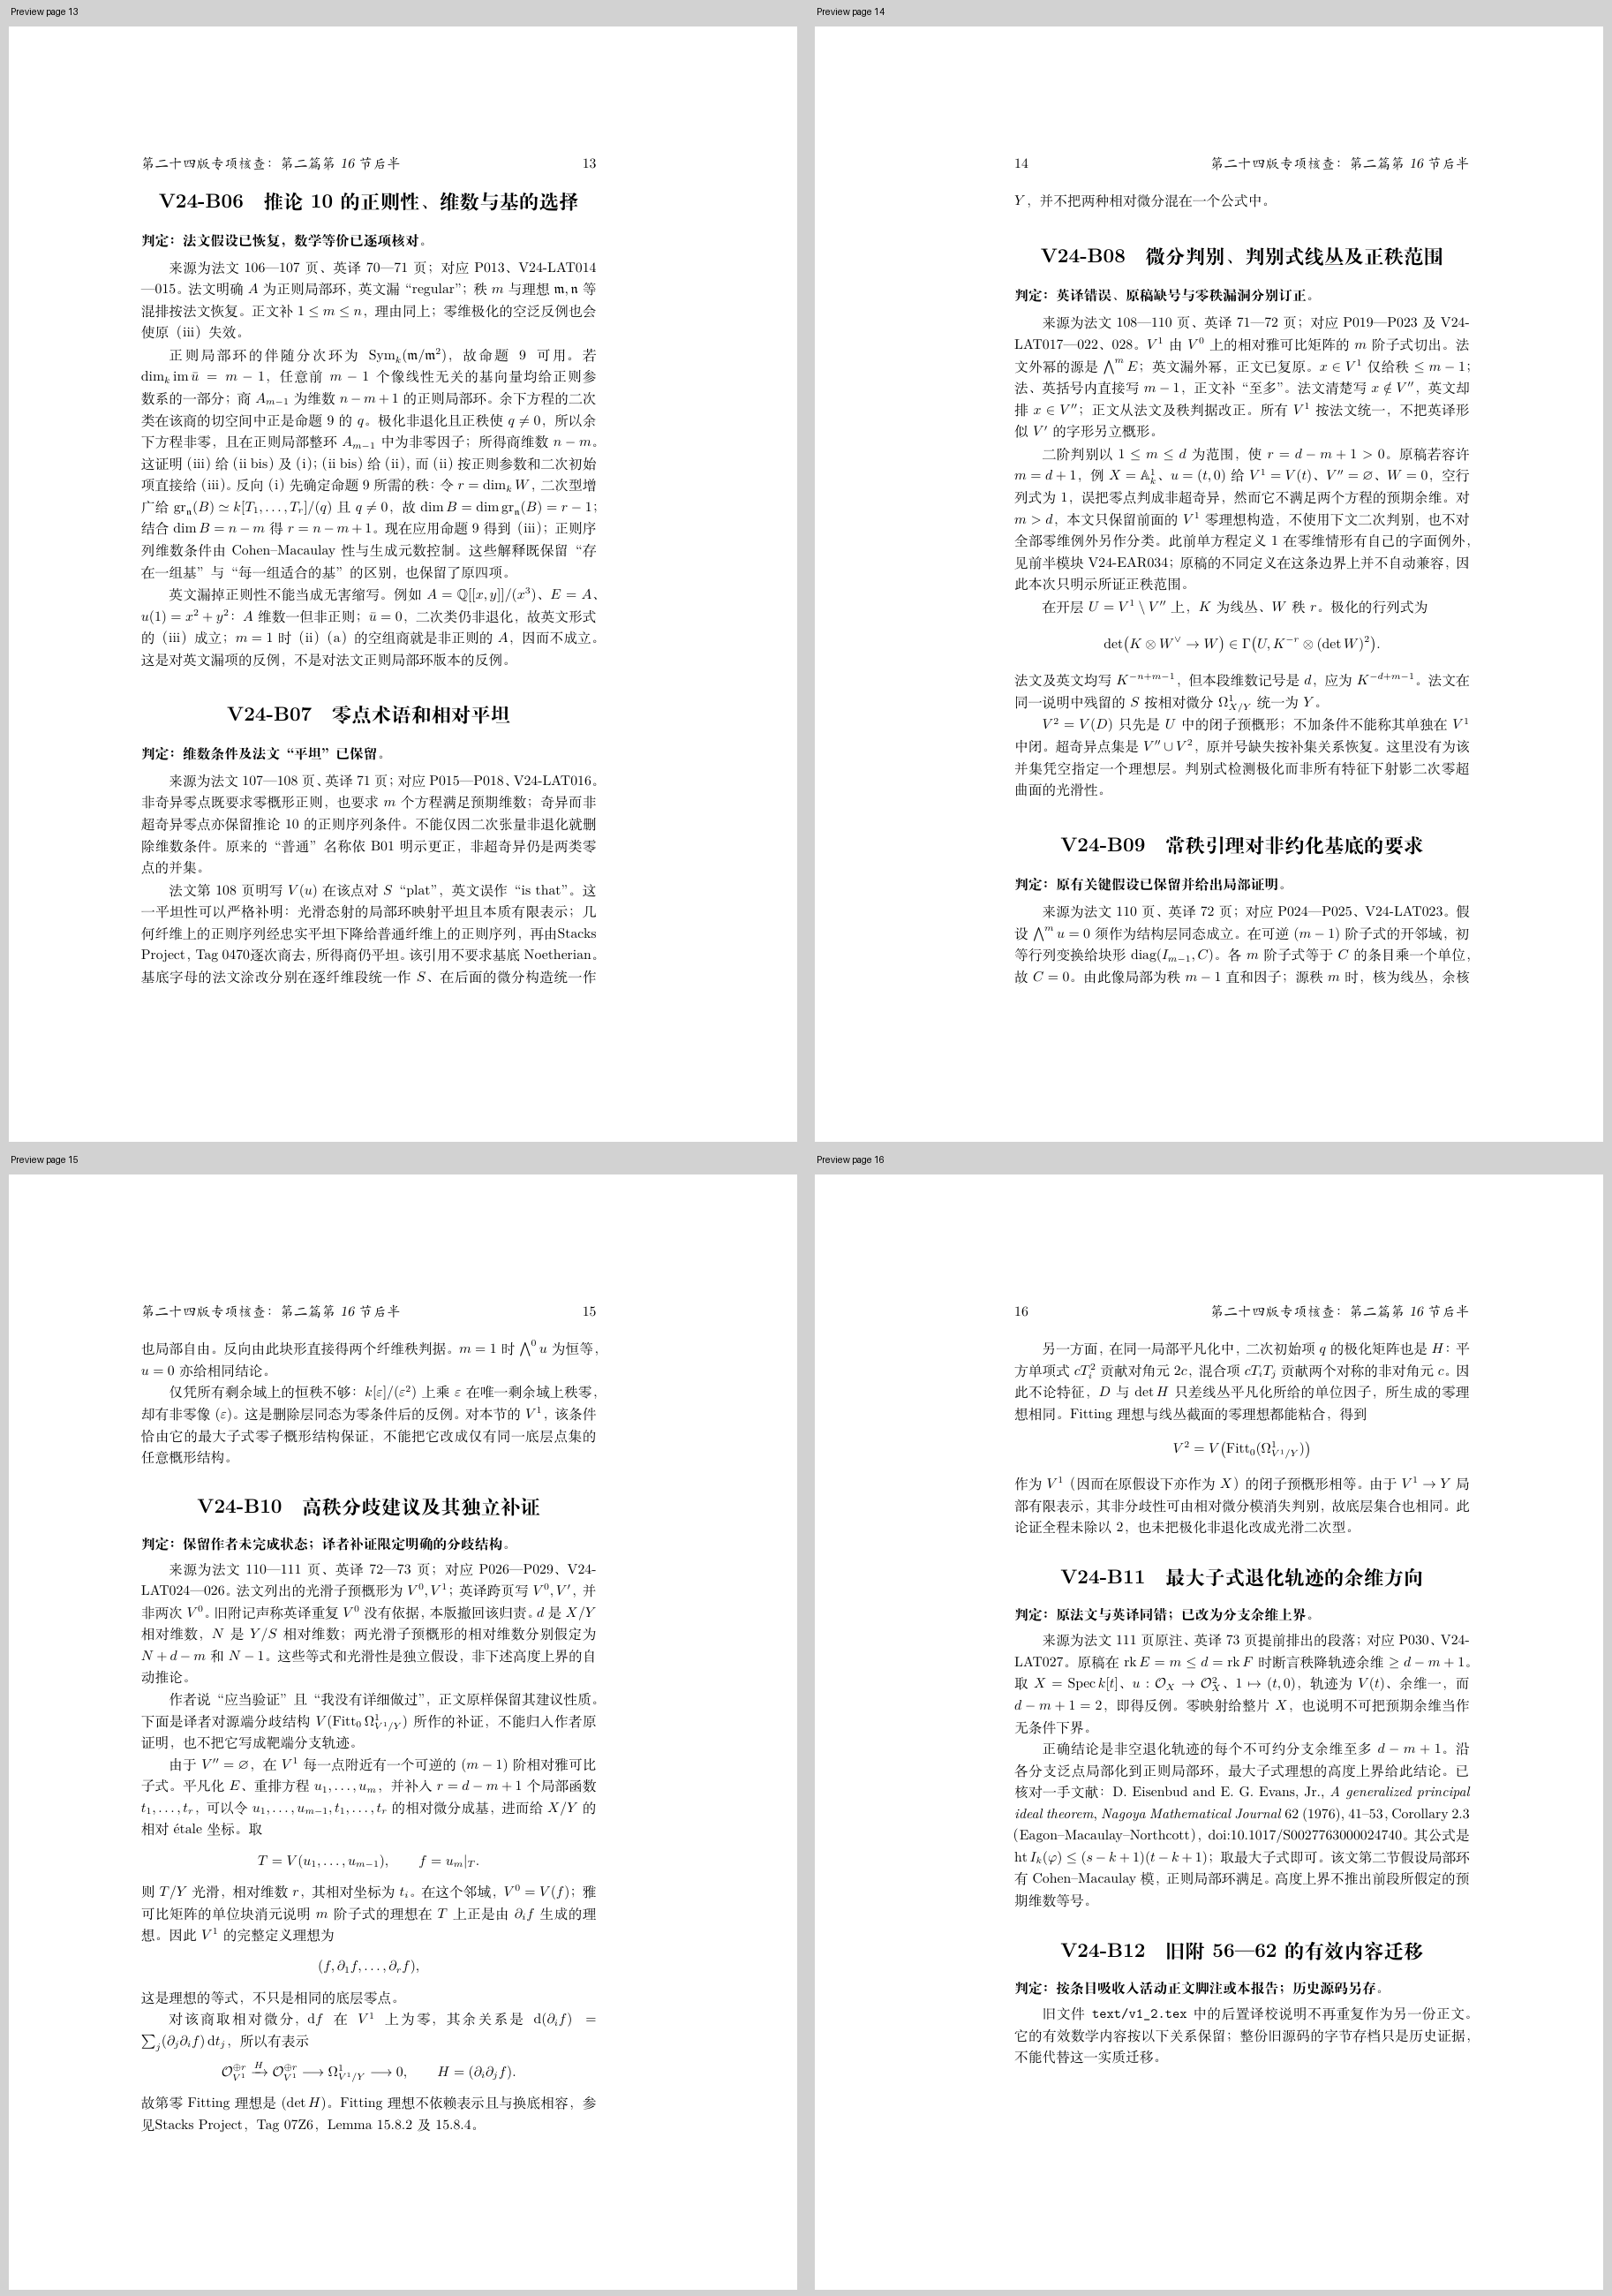 Preview page 13
第二十四版专项核查：第二篇第 16 节后半 13
V24-B06 推论 10 的正则性、维数与基的选择
判定：法文假设已恢复，数学等价已逐项核对。
来源为法文 106—107 页、英译 70—71 页；对应 P013、V24-LAT014
—015。法文明确 A 为正则局部环，英文漏 “regular”；秩 m 与理想 𝔪, 𝔫 等
混排按法文恢复。正文补 1 ≤ m ≤ n，理由同上；零维极化的空泛反例也会
使原（iii）失效。
正则局部环的伴随分次环为 Sym_k(𝔪/𝔪²)，故命题 9 可用。若
dim_k im ū = m − 1，任意前 m − 1 个像线性无关的基向量均给正则参
数系的一部分；商 A_{m−1} 为维数 n−m+1 的正则局部环。余下方程的二次
类在该商的切空间中正是命题 9 的 q。极化非退化且正秩使 q ≠ 0，所以余
下方程非零，且在正则局部整环 A_{m−1} 中为非零因子；所得商维数 n−m。
这证明 (iii) 给 (ii bis) 及 (i)；(ii bis) 给 (ii)，而 (ii) 按正则参数和二次初始
项直接给 (iii)。反向 (i) 先确定命题 9 所需的秩：令 r = dim_k W，二次型增
广给 gr_𝔫(B) ≃ k[T₁, . . . , T_r]/(q) 且 q ≠ 0，故 dim B = dim gr_𝔫(B) = r − 1；
结合 dim B = n−m 得 r = n−m+1。现在应用命题 9 得到 (iii)；正则序
列维数条件由 Cohen–Macaulay 性与生成元数控制。这些解释既保留 “存
在一组基” 与 “每一组适合的基” 的区别，也保留了原四项。
英文漏掉正则性不能当成无害缩写。例如 A = ℚ[[x, y]]/(x³)、E = A、
u(1) = x² + y²：A 维数一但非正则；ū = 0，二次类仍非退化，故英文形式
的（iii）成立；m = 1 时（ii）（a）的空组商就是非正则的 A，因而不成立。
这是对英文漏项的反例，不是对法文正则局部环版本的反例。
V24-B07 零点术语和相对平坦
判定：维数条件及法文 “平坦” 已保留。
来源为法文 107—108 页、英译 71 页；对应 P015—P018、V24-LAT016。
非奇异零点既要求零概形正则，也要求 m 个方程满足预期维数；奇异而非
超奇异零点亦保留推论 10 的正则序列条件。不能仅因二次张量非退化就删
除维数条件。原来的 “普通” 名称依 B01 明示更正，非超奇异仍是两类零
点的并集。
法文第 108 页明写 V(u) 在该点对 S “plat”，英文误作 “is that”。这
一平坦性可以严格补明：光滑态射的局部环映射平坦且本质有限表示；几
何纤维上的正则序列经忠实平坦下降给普通纤维上的正则序列，再由Stacks
Project，Tag 0470逐次商去，所得商仍平坦。该引用不要求基底 Noetherian。
基底字母的法文涂改分别在逐纤维段统一作 S、在后面的微分构造统一作
Preview page 14
14 第二十四版专项核查：第二篇第 16 节后半
Y，并不把两种相对微分混在一个公式中。
V24-B08 微分判别、判别式线丛及正秩范围
判定：英译错误、原稿缺号与零秩漏洞分别订正。
来源为法文 108—110 页、英译 71—72 页；对应 P019—P023 及 V24-
LAT017—022、028。V¹ 由 V⁰ 上的相对雅可比矩阵的 m 阶子式切出。法
文外幂的源是 ⋀^m E；英文漏外幂，正文已复原。x ∈ V¹ 仅给秩 ≤ m − 1；
法、英括号内直接写 m − 1，正文补 “至多”。法文清楚写 x ∉ V″，英文却
排 x ∈ V″；正文从法文及秩判据改正。所有 V¹ 按法文统一，不把英译形
似 V′ 的字形另立概形。
二阶判别以 1 ≤ m ≤ d 为范围，使 r = d − m + 1 > 0。原稿若容许
m = d + 1，例 X = 𝔸¹_k、u = (t, 0) 给 V¹ = V(t)、V″ = ∅、W = 0，空行
列式为 1，误把零点判成非超奇异，然而它不满足两个方程的预期余维。对
m > d，本文只保留前面的 V¹ 零理想构造，不使用下文二次判别，也不对
全部零维例外另作分类。此前单方程定义 1 在零维情形有自己的字面例外，
见前半模块 V24-EAR034；原稿的不同定义在这条边界上并不自动兼容，因
此本次只明示所证正秩范围。
在开层 U = V¹ \ V″ 上，K 为线丛、W 秩 r。极化的行列式为
det(K ⊗ W^∨ → W) ∈ Γ(U, K^{−r} ⊗ (det W)²).
法文及英文均写 K^{−n+m−1}，但本段维数记号是 d，应为 K^{−d+m−1}。法文在
同一说明中残留的 S 按相对微分 Ω¹_{X/Y} 统一为 Y。
V² = V(D) 只先是 U 中的闭子预概形；不加条件不能称其单独在 V¹
中闭。超奇异点集是 V″ ∪ V²，原并号缺失按补集关系恢复。这里没有为该
并集凭空指定一个理想层。判别式检测极化而非所有特征下射影二次零超
曲面的光滑性。
V24-B09 常秩引理对非约化基底的要求
判定：原有关键假设已保留并给出局部证明。
来源为法文 110 页、英译 72 页；对应 P024—P025、V24-LAT023。假
设 ⋀^m u = 0 须作为结构层同态成立。在可逆 (m−1) 阶子式的开邻域，初
等行列变换给块形 diag(I_{m−1}, C)。各 m 阶子式等于 C 的条目乘一个单位，
故 C = 0。由此像局部为秩 m − 1 直和因子；源秩 m 时，核为线丛，余核
Preview page 15
第二十四版专项核查：第二篇第 16 节后半 15
也局部自由。反向由此块形直接得两个纤维秩判据。m = 1 时 ⋀⁰ u 为恒等，
u = 0 亦给相同结论。
仅凭所有剩余域上的恒秩不够：k[ε]/(ε²) 上乘 ε 在唯一剩余域上秩零，
却有非零像 (ε)。这是删除层同态为零条件后的反例。对本节的 V¹，该条件
恰由它的最大子式零子概形结构保证，不能把它改成仅有同一底层点集的
任意概形结构。
V24-B10 高秩分歧建议及其独立补证
判定：保留作者未完成状态；译者补证限定明确的分歧结构。
来源为法文 110—111 页、英译 72—73 页；对应 P026—P029、V24-
LAT024—026。法文列出的光滑子预概形为 V⁰, V¹；英译跨页写 V⁰, V′，并
非两次 V⁰。旧附记声称英译重复 V⁰ 没有依据，本版撤回该归责。d 是 X/Y
相对维数，N 是 Y/S 相对维数；两光滑子预概形的相对维数分别假定为
N + d − m 和 N − 1。这些等式和光滑性是独立假设，非下述高度上界的自
动推论。
作者说 “应当验证” 且 “我没有详细做过”，正文原样保留其建议性质。
下面是译者对源端分歧结构 V(Fitt₀ Ω¹_{V¹/Y}) 所作的补证，不能归入作者原
证明，也不把它写成靶端分支轨迹。
由于 V″ = ∅，在 V¹ 每一点附近有一个可逆的 (m − 1) 阶相对雅可比
子式。平凡化 E、重排方程 u₁, . . . , u_m，并补入 r = d − m + 1 个局部函数
t₁, . . . , t_r，可以令 u₁, . . . , u_{m−1}, t₁, . . . , t_r 的相对微分成基，进而给 X/Y 的
相对 étale 坐标。取
T = V(u₁, . . . , u_{m−1}), f = u_m|_T.
则 T/Y 光滑，相对维数 r，其相对坐标为 t_i。在这个邻域，V⁰ = V(f)；雅
可比矩阵的单位块消元说明 m 阶子式的理想在 T 上正是由 ∂_i f 生成的理
想。因此 V¹ 的完整定义理想为
(f, ∂₁f, . . . , ∂_r f),
这是理想的等式，不只是相同的底层零点。
对该商取相对微分，df 在 V¹ 上为零，其余关系是 d(∂_i f) =
∑_j(∂_j∂_i f) dt_j，所以有表示
𝒪^{⊕r}_{V¹} →^H 𝒪^{⊕r}_{V¹} ⟶ Ω¹_{V¹/Y} ⟶ 0, H = (∂_i∂_j f).
故第零 Fitting 理想是 (det H)。Fitting 理想不依赖表示且与换底相容，参
见Stacks Project，Tag 07Z6，Lemma 15.8.2 及 15.8.4。
Preview page 16
16 第二十四版专项核查：第二篇第 16 节后半
另一方面，在同一局部平凡化中，二次初始项 q 的极化矩阵也是 H：平
方单项式 cT_i² 贡献对角元 2c，混合项 cT_iT_j 贡献两个对称的非对角元 c。因
此不论特征，D 与 det H 只差线丛平凡化所给的单位因子，所生成的零理
想相同。Fitting 理想与线丛截面的零理想都能粘合，得到
V² = V(Fitt₀(Ω¹_{V¹/Y}))
作为 V¹（因而在原假设下亦作为 X）的闭子预概形相等。由于 V¹ → Y 局
部有限表示，其非分歧性可由相对微分模消失判别，故底层集合也相同。此
论证全程未除以 2，也未把极化非退化改成光滑二次型。
V24-B11 最大子式退化轨迹的余维方向
判定：原法文与英译同错；已改为分支余维上界。
来源为法文 111 页原注、英译 73 页提前排出的段落；对应 P030、V24-
LAT027。原稿在 rk E = m ≤ d = rk F 时断言秩降轨迹余维 ≥ d − m + 1。
取 X = Spec k[t]、u : 𝒪_X → 𝒪²_X、1 ↦ (t, 0)，轨迹为 V(t)、余维一，而
d − m + 1 = 2，即得反例。零映射给整片 X，也说明不可把预期余维当作
无条件下界。
正确结论是非空退化轨迹的每个不可约分支余维至多 d − m + 1。沿
各分支泛点局部化到正则局部环，最大子式理想的高度上界给此结论。已
核对一手文献：D. Eisenbud and E. G. Evans, Jr., A generalized principal
ideal theorem, Nagoya Mathematical Journal 62 (1976), 41–53, Corollary 2.3
(Eagon–Macaulay–Northcott)，doi:10.1017/S0027763000024740。其公式是
ht I_k(φ) ≤ (s − k + 1)(t − k + 1)；取最大子式即可。该文第二节假设局部环
有 Cohen–Macaulay 模，正则局部环满足。高度上界不推出前段所假定的预
期维数等号。
V24-B12 旧附 56—62 的有效内容迁移
判定：按条目吸收入活动正文脚注或本报告；历史源码另存。
旧文件 text/v1_2.tex 中的后置译校说明不再重复作为另一份正文。
它的有效数学内容按以下关系保留；整份旧源码的字节存档只是历史证据，
不能代替这一实质迁移。